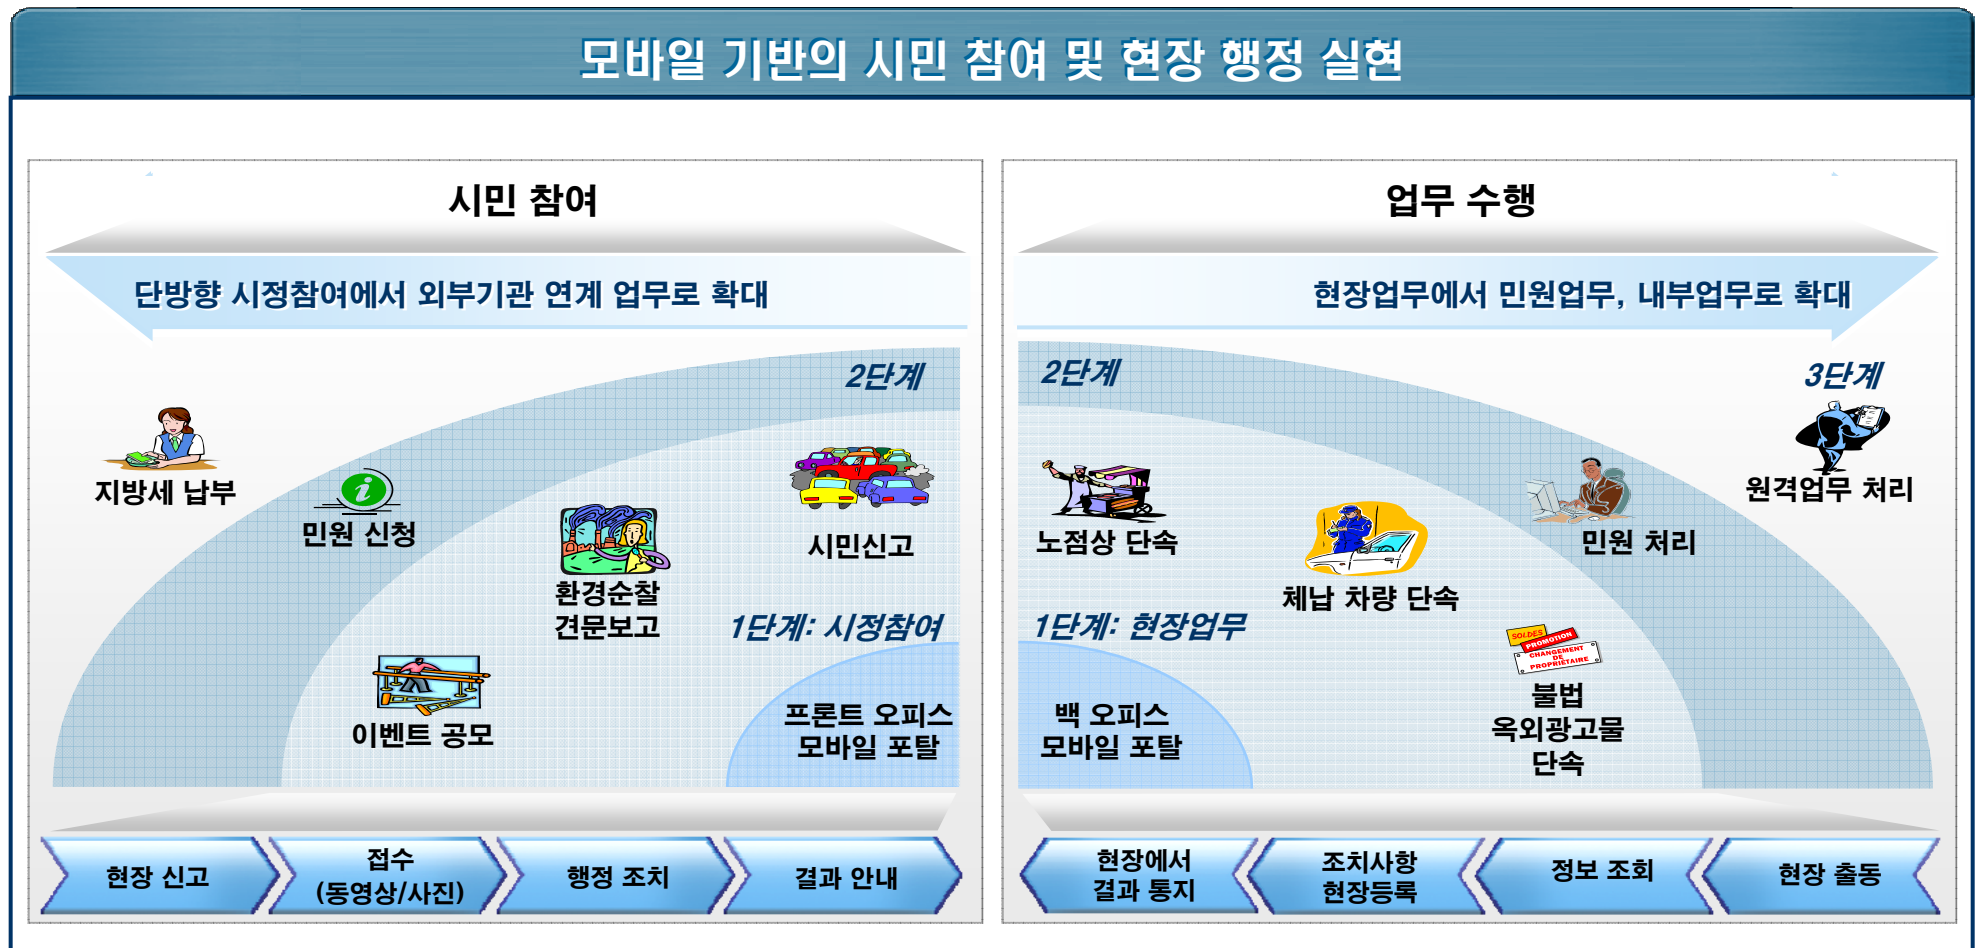 모바일 기반의 시민 참여 및 현장 행정 실현
시민 참여
단방향 시정참여에서 외부기관 연계 업무로 확대
2단계
지방세 납부
민원 신청
시민신고
환경순찰
견문보고
1단계: 시정참여
이벤트 공모
프론트 오피스
모바일 포탈
현장 신고
접수
(동영상/사진)
행정 조치
결과 안내
업무 수행
현장업무에서 민원업무, 내부업무로 확대
2단계
3단계
원격업무 처리
노점상 단속
민원 처리
체납 차량 단속
1단계: 현장업무
SOLDES
PROMOTION
CHANGEMENT
DE
PROPRIÉTAIRE
불법
옥외광고물
단속
백 오피스
모바일 포탈
현장에서
결과 통지
조치사항
현장등록
정보 조회
현장 출동